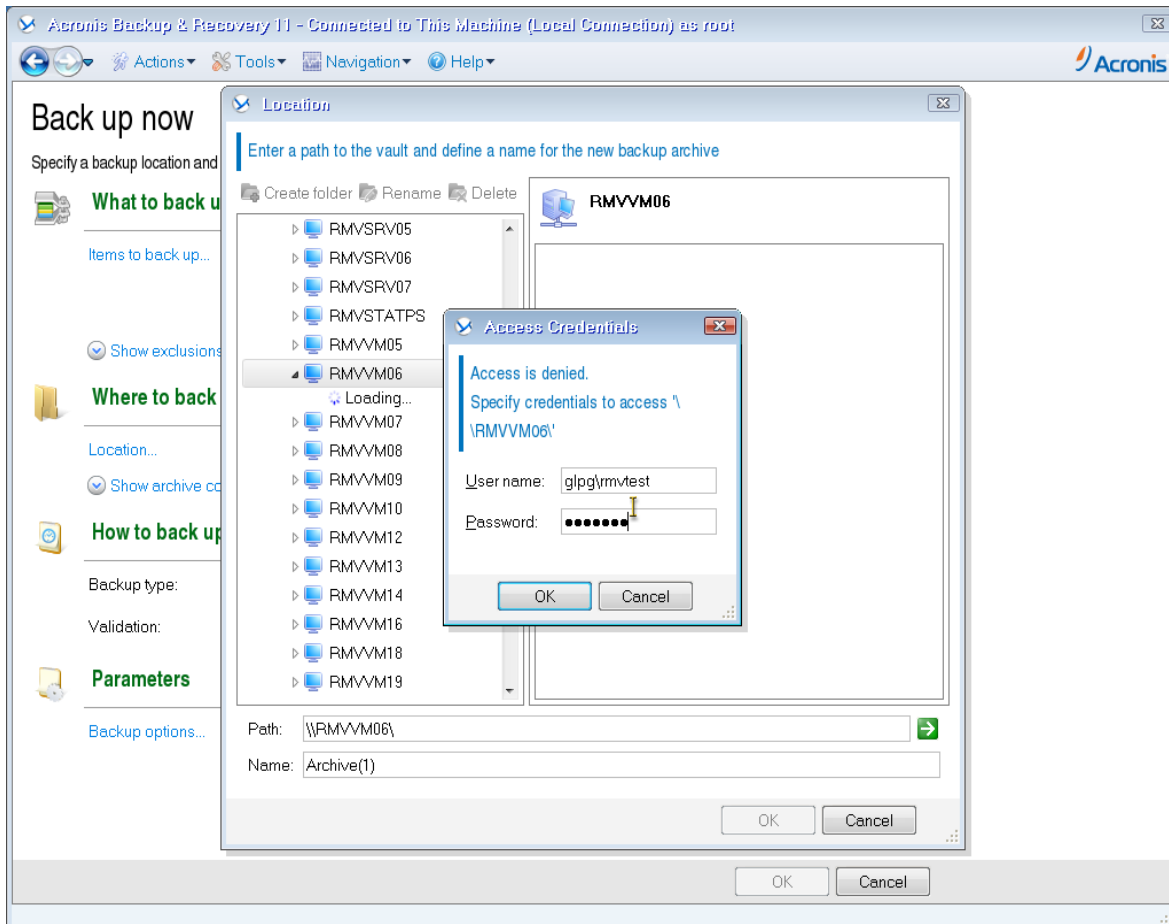 Acronis Backup & Recovery 11 - Connected to This Machine (Local Connection) as root
Actions Tools Navigation Help
Acronis
Back up now
Specify a backup location and
What to back u
Items to back up...
Show exclusions
Where to back
Location...
Show archive co
How to back up
Backup type:
Validation:
Parameters
Backup options...
Location
Enter a path to the vault and define a name for the new backup archive
Create folder Rename Delete
RMVSRV05
RMVSRV06
RMVSRV07
RMVSTATPS
RMVVM05
RMVVM06
Loading...
RMVVM07
RMVVM08
RMVVM09
RMVVM10
RMVVM12
RMVVM13
RMVVM14
RMVVM16
RMVVM18
RMVVM19
RMVVM06
Access Credentials
Access is denied.
Specify credentials to access '\
\RMVVM06\'
User name: glpg\rmvtest
Password: •••••••
OK Cancel
Path: \\RMVVM06\
Name: Archive(1)
OK Cancel
OK Cancel